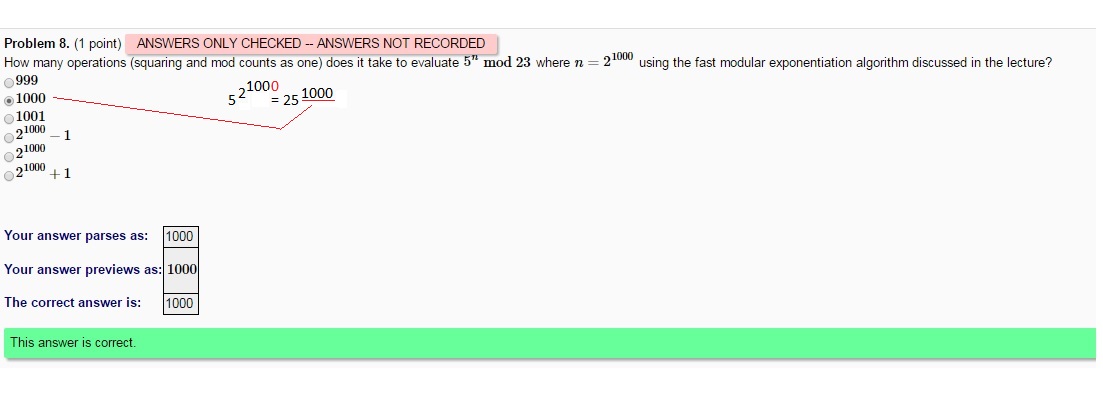 Problem 8. (1 point) ANSWERS ONLY CHECKED -- ANSWERS NOT RECORDED
How many operations (squaring and mod counts as one) does it take to evaluate 5^n mod 23 where n = 2^1000 using the fast modular exponentiation algorithm discussed in the lecture?
999
1000
5^2^1000 = 25^1000
1001
2^1000 − 1
2^1000
2^1000 + 1
Your answer parses as: 1000
Your answer previews as: 1000
The correct answer is: 1000
This answer is correct.